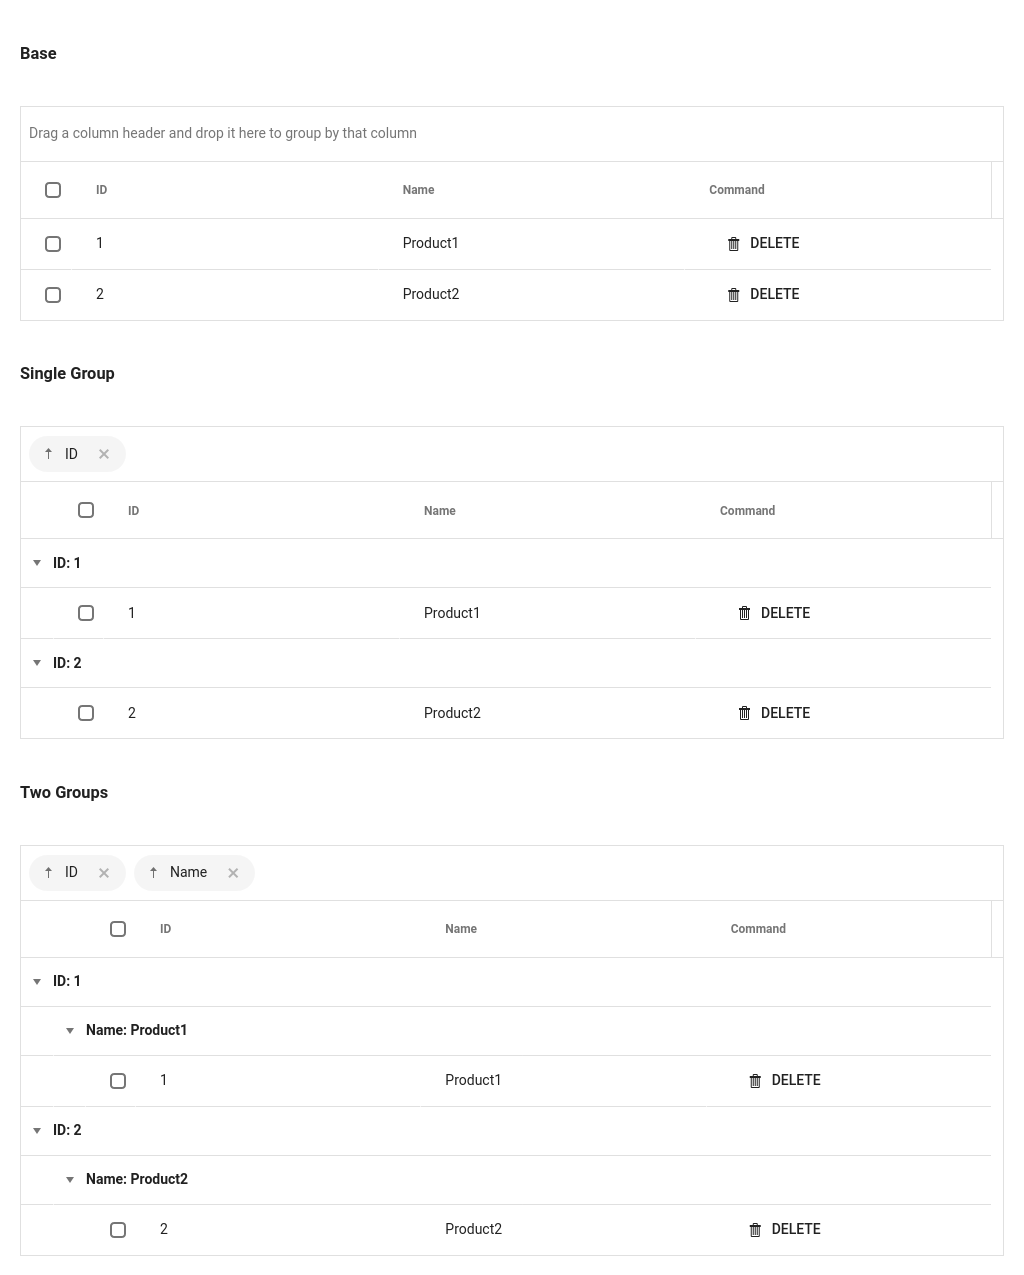 Base
Drag a column header and drop it here to group by that column
ID Name Command
1 Product1 DELETE
2 Product2 DELETE
Single Group
ID
ID Name Command
ID: 1
1 Product1 DELETE
ID: 2
2 Product2 DELETE
Two Groups
ID Name
ID Name Command
ID: 1
Name: Product1
1 Product1 DELETE
ID: 2
Name: Product2
2 Product2 DELETE